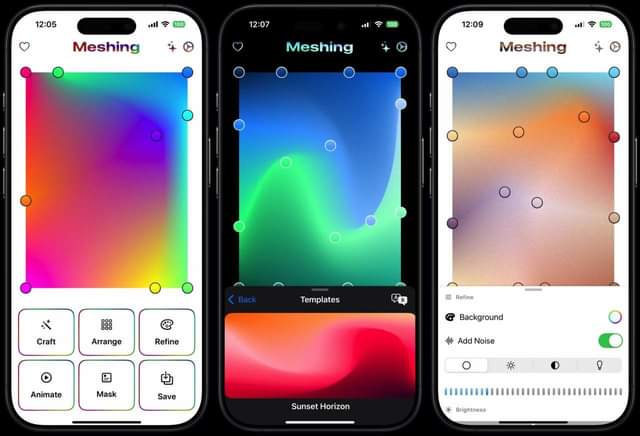 12:05
Meshing
Craft
Arrange
Refine
Animate
Mask
Save
12:07
Meshing
Back
Templates
Sunset Horizon
12:09
Meshing
Refine
Background
Add Noise
Brightness